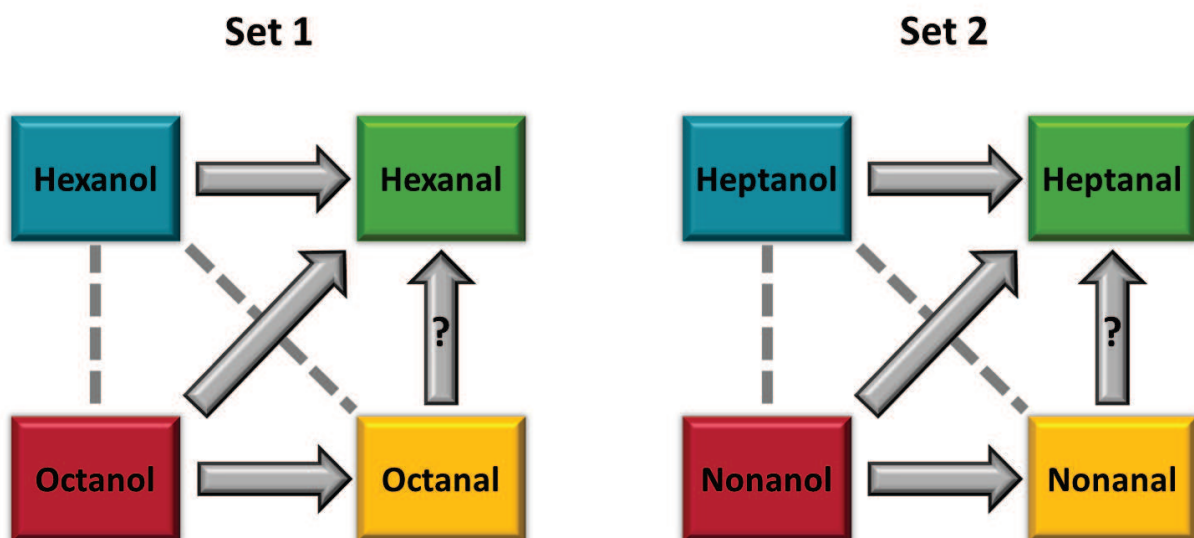 Set 1
Set 2
Hexanol
Hexanal
Heptanol
Heptanal
?
?
Octanol
Octanal
Nonanol
Nonanal